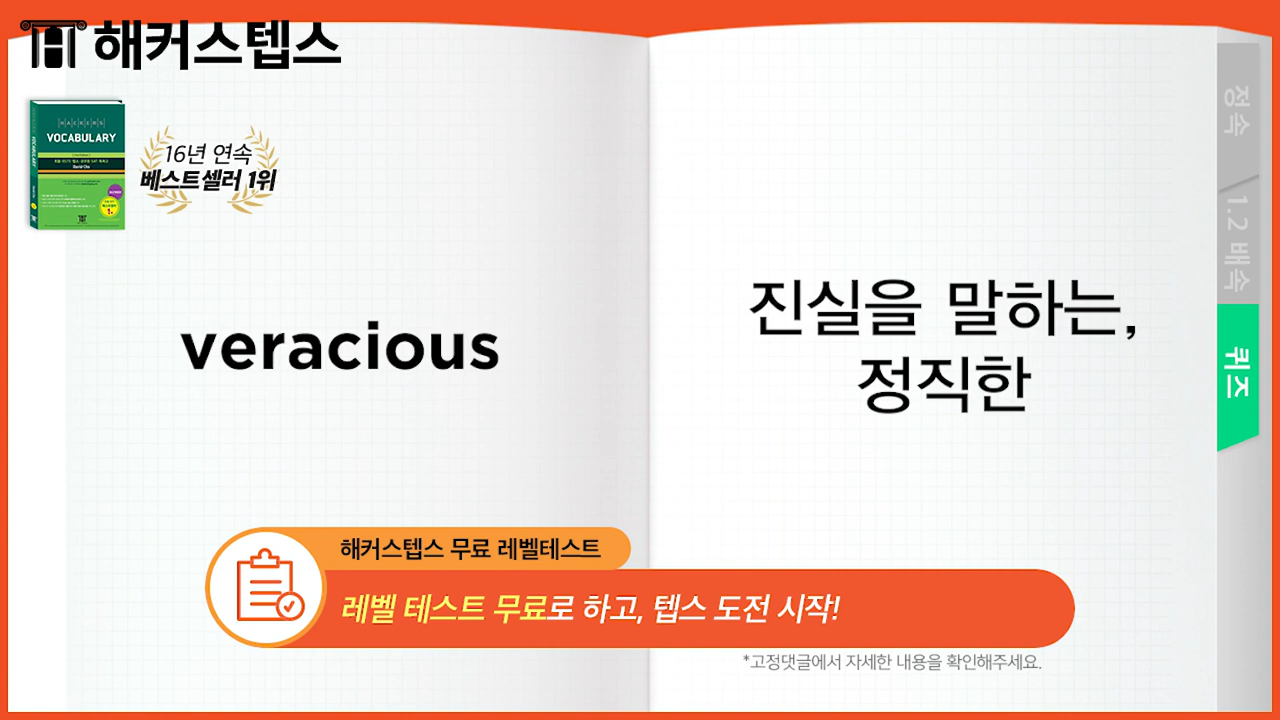 해커스텝스
HACKERS
VOCABULARY
16년 연속
베스트셀러 1위
veracious
진실을 말하는,
정직한
정속
1.2 배속
퀴즈
해커스텝스 무료 레벨테스트
레벨 테스트 무료로 하고, 텝스 도전 시작!
*고정댓글에서 자세한 내용을 확인해주세요.